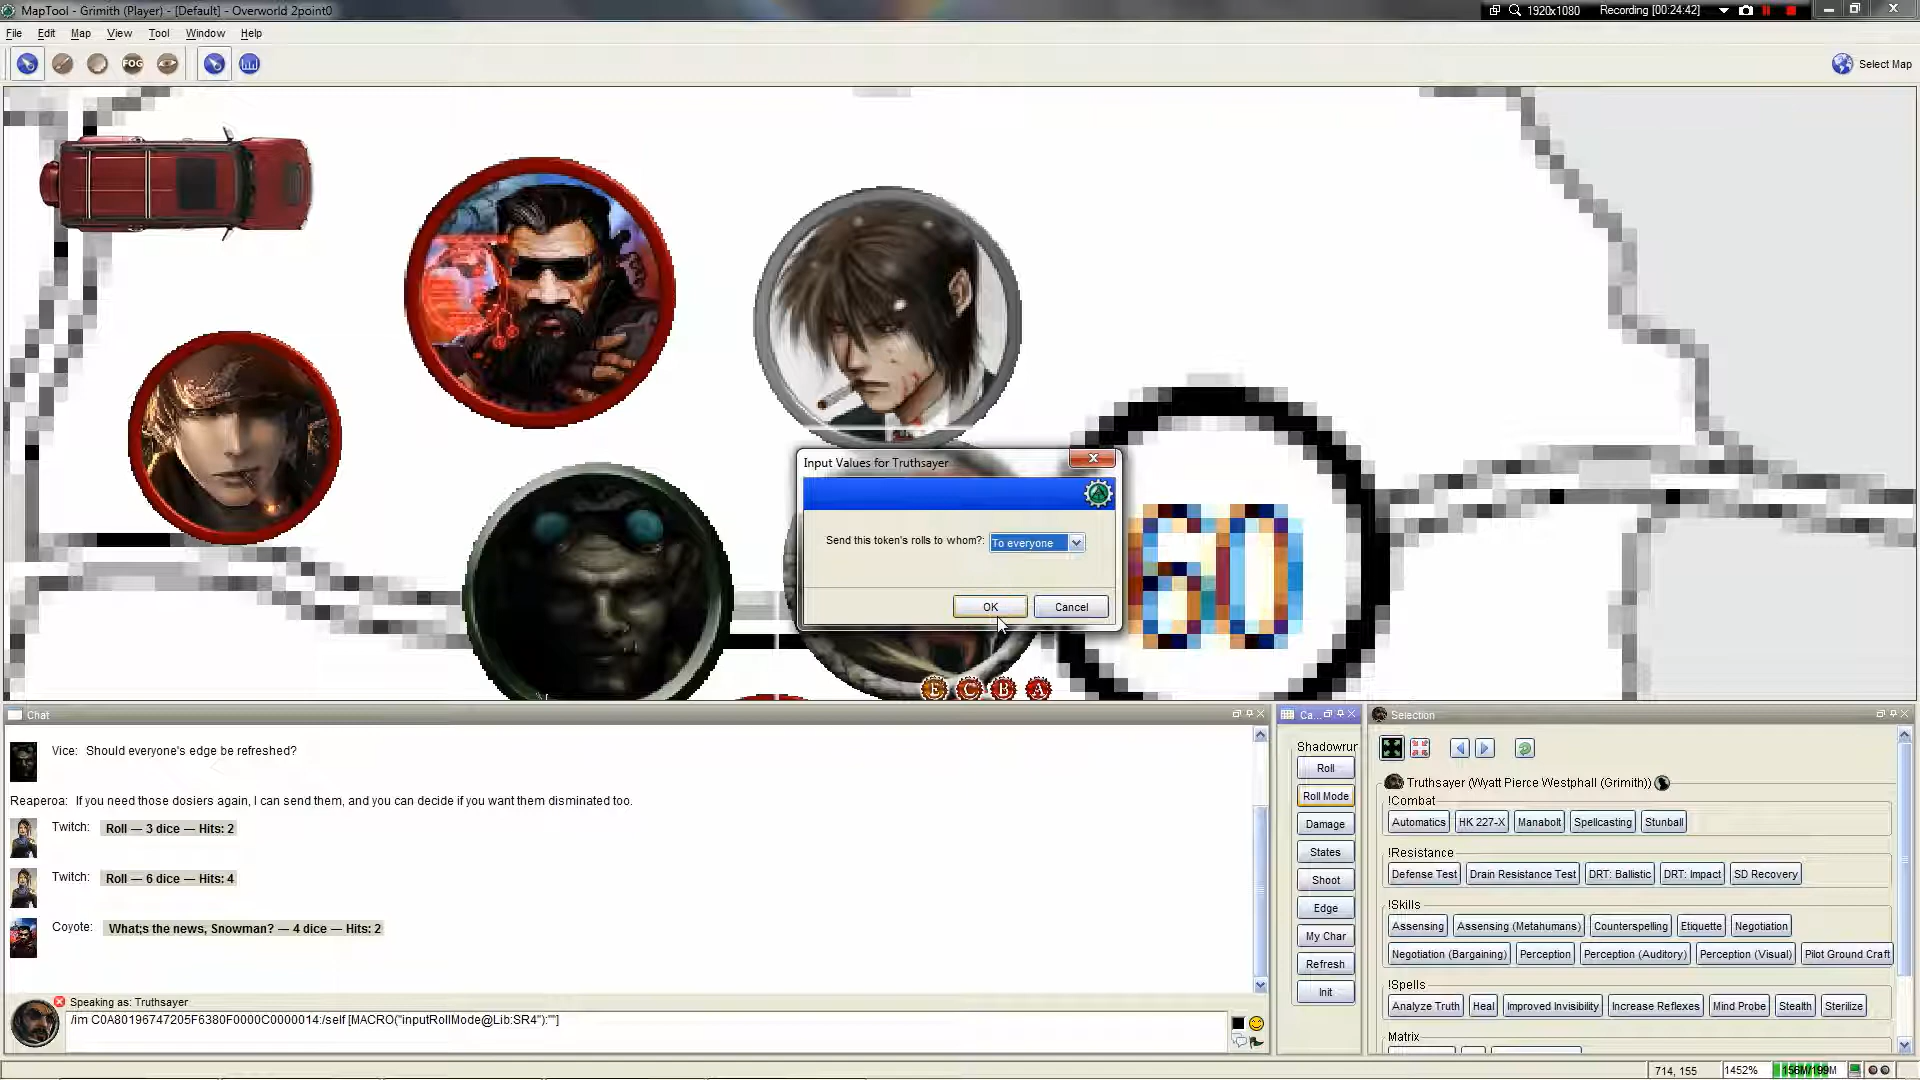 MapTool - Grimith (Player) - [Default] - Overworld 2point0
1920x1080
Recording [00:24:42]
File Edit Map View Tool Window Help
FOG
Select Map
Input Values for Truthsayer
Send this token's rolls to whom?: To everyone
OK Cancel
60
E C B A
Chat
Vice: Should everyone's edge be refreshed?
Reaperoa: If you need those dosiers again, I can send them, and you can decide if you want them disminated too.
Twitch: Roll — 3 dice — Hits: 2
Twitch: Roll — 6 dice — Hits: 4
Coyote: What;s the news, Snowman? — 4 dice — Hits: 2
Speaking as: Truthsayer
/im C0A80196747205F6380F0000C0000014:/self [MACRO("inputRollMode@Lib:SR4"):""]
Ca...
Shadowrur
Roll
Roll Mode
Damage
States
Shoot
Edge
My Char
Refresh
Init
Selection
Truthsayer (Wyatt Pierce Westphall (Grimith))
!Combat
Automatics HK 227-X Manabolt Spellcasting Stunball
!Resistance
Defense Test Drain Resistance Test DRT: Ballistic DRT: Impact SD Recovery
!Skills
Assensing Assensing (Metahumans) Counterspelling Etiquette Negotiation
Negotiation (Bargaining) Perception Perception (Auditory) Perception (Visual) Pilot Ground Craft
!Spells
Analyze Truth Heal Improved Invisibility Increase Reflexes Mind Probe Stealth Sterilize
Matrix
714, 155
1452%
156M/199M